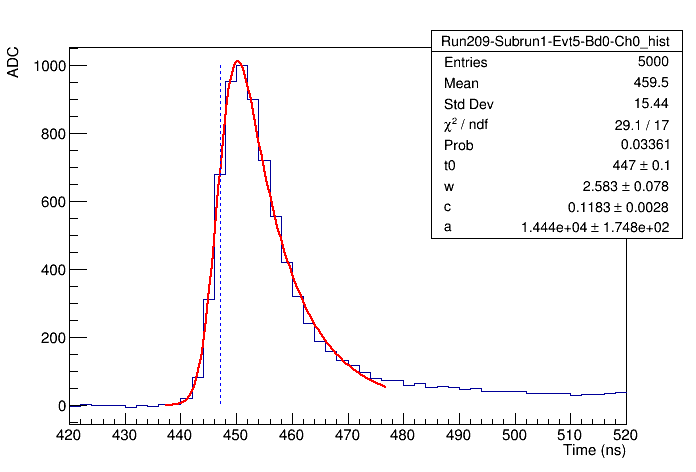 Run209-Subrun1-Evt5-Bd0-Ch0_hist
Entries 5000
Mean 459.5
Std Dev 15.44
χ² / ndf 29.1 / 17
Prob 0.03361
t0 447 ± 0.1
w 2.583 ± 0.078
c 0.1183 ± 0.0028
a 1.444e+04 ± 1.748e+02
ADC
1000
800
600
400
200
0
420 430 440 450 460 470 480 490 500 510 520
Time (ns)